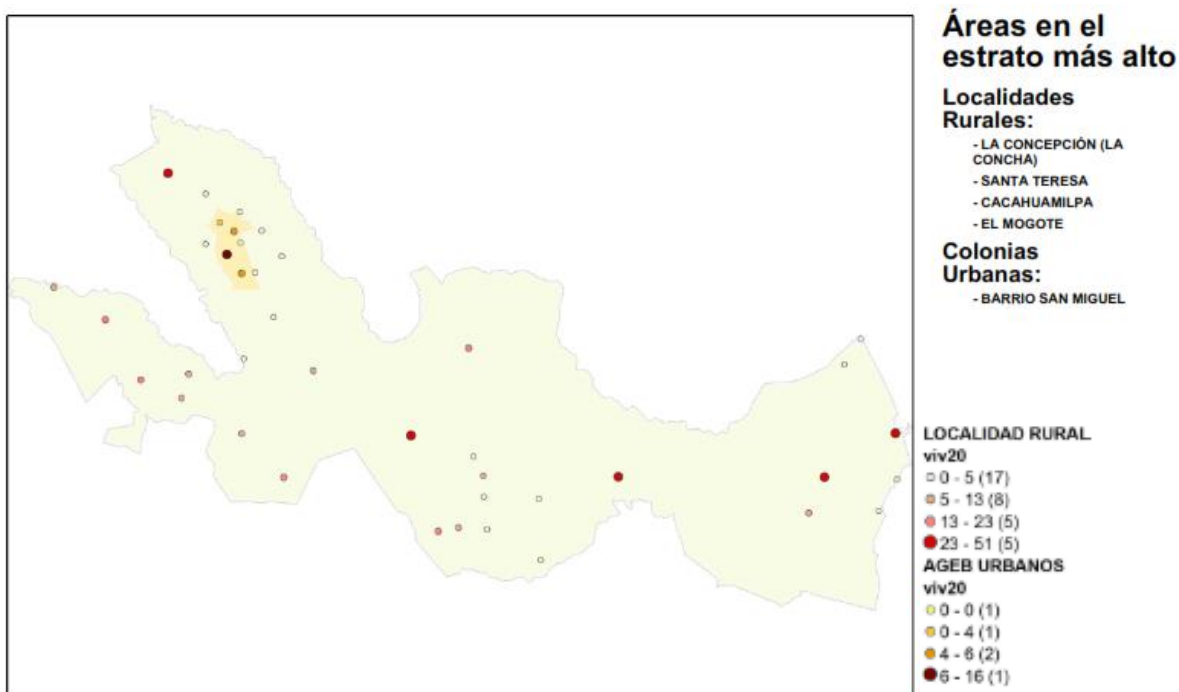 Áreas en el
estrato más alto
Localidades
Rurales:
- LA CONCEPCIÓN (LA
CONCHA)
- SANTA TERESA
- CACAHUAMILPA
- EL MOGOTE
Colonias
Urbanas:
- BARRIO SAN MIGUEL
LOCALIDAD RURAL
viv20
0 - 5 (17)
5 - 13 (8)
13 - 23 (5)
23 - 51 (5)
AGEB URBANOS
viv20
0 - 0 (1)
0 - 4 (1)
4 - 6 (2)
6 - 16 (1)